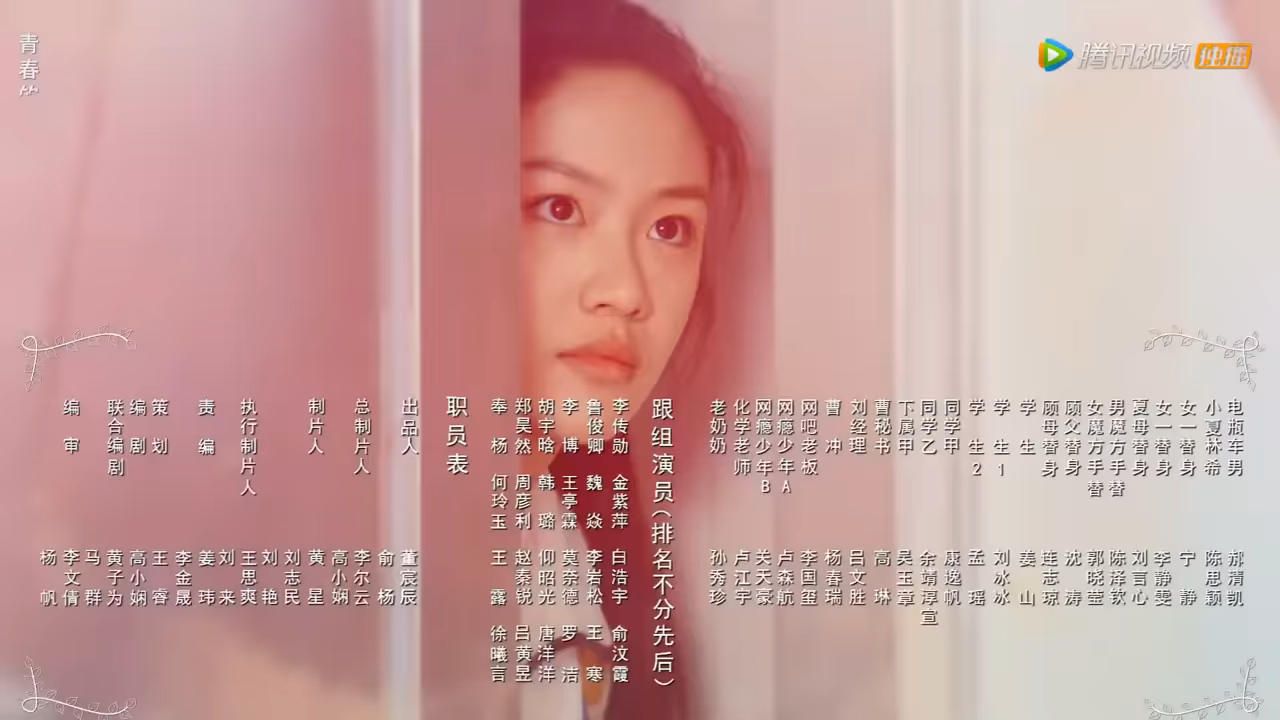 青春
腾讯视频 独播
电瓶车男 郝清凯
小夏林希 陈思颖
女一替身 宁静
女一替身 李静雯
夏母替身 刘言心
男魔方手替 陈泽钦
女魔方手替 郭晓莹
顾父替身 沈涛
顾母替身 连志琼
学生 姜山
学生1 刘冰冰
学生2 孟瑶
同学甲 康逸帆
同学乙 余靖淳宣
下属甲 吴玉章
曹秘书 高琳
刘经理 吕文胜
曹冲 杨春瑞
网吧老板 李国玺
网瘾少年A 卢森航
网瘾少年B 关天豪
化学老师 卢江宇
老奶奶 孙秀珍
跟组演员(排名不分先后)
李传勋 金紫萍 白浩宇 俞汶霞
鲁俊卿 魏焱 李岩松 王寒
李博 王亭霖 莫奈德 罗洁
胡宇晗 韩璐 仰昭光 唐洋洋
郑昊然 周彦利 赵秦锐 吕黄昱
奉杨 何玲玉 王露 徐曦言
职员表
出品人 董宸辰
俞杨
总制片人 李尔云
高小娴
制片人 黄星
刘志民
刘艳
执行制片人 王思爽
刘来
责编 姜玮
李金晟
策划 王睿
编剧 高小娴
联合编剧 黄子为
马群
编审 李文倩
杨帆